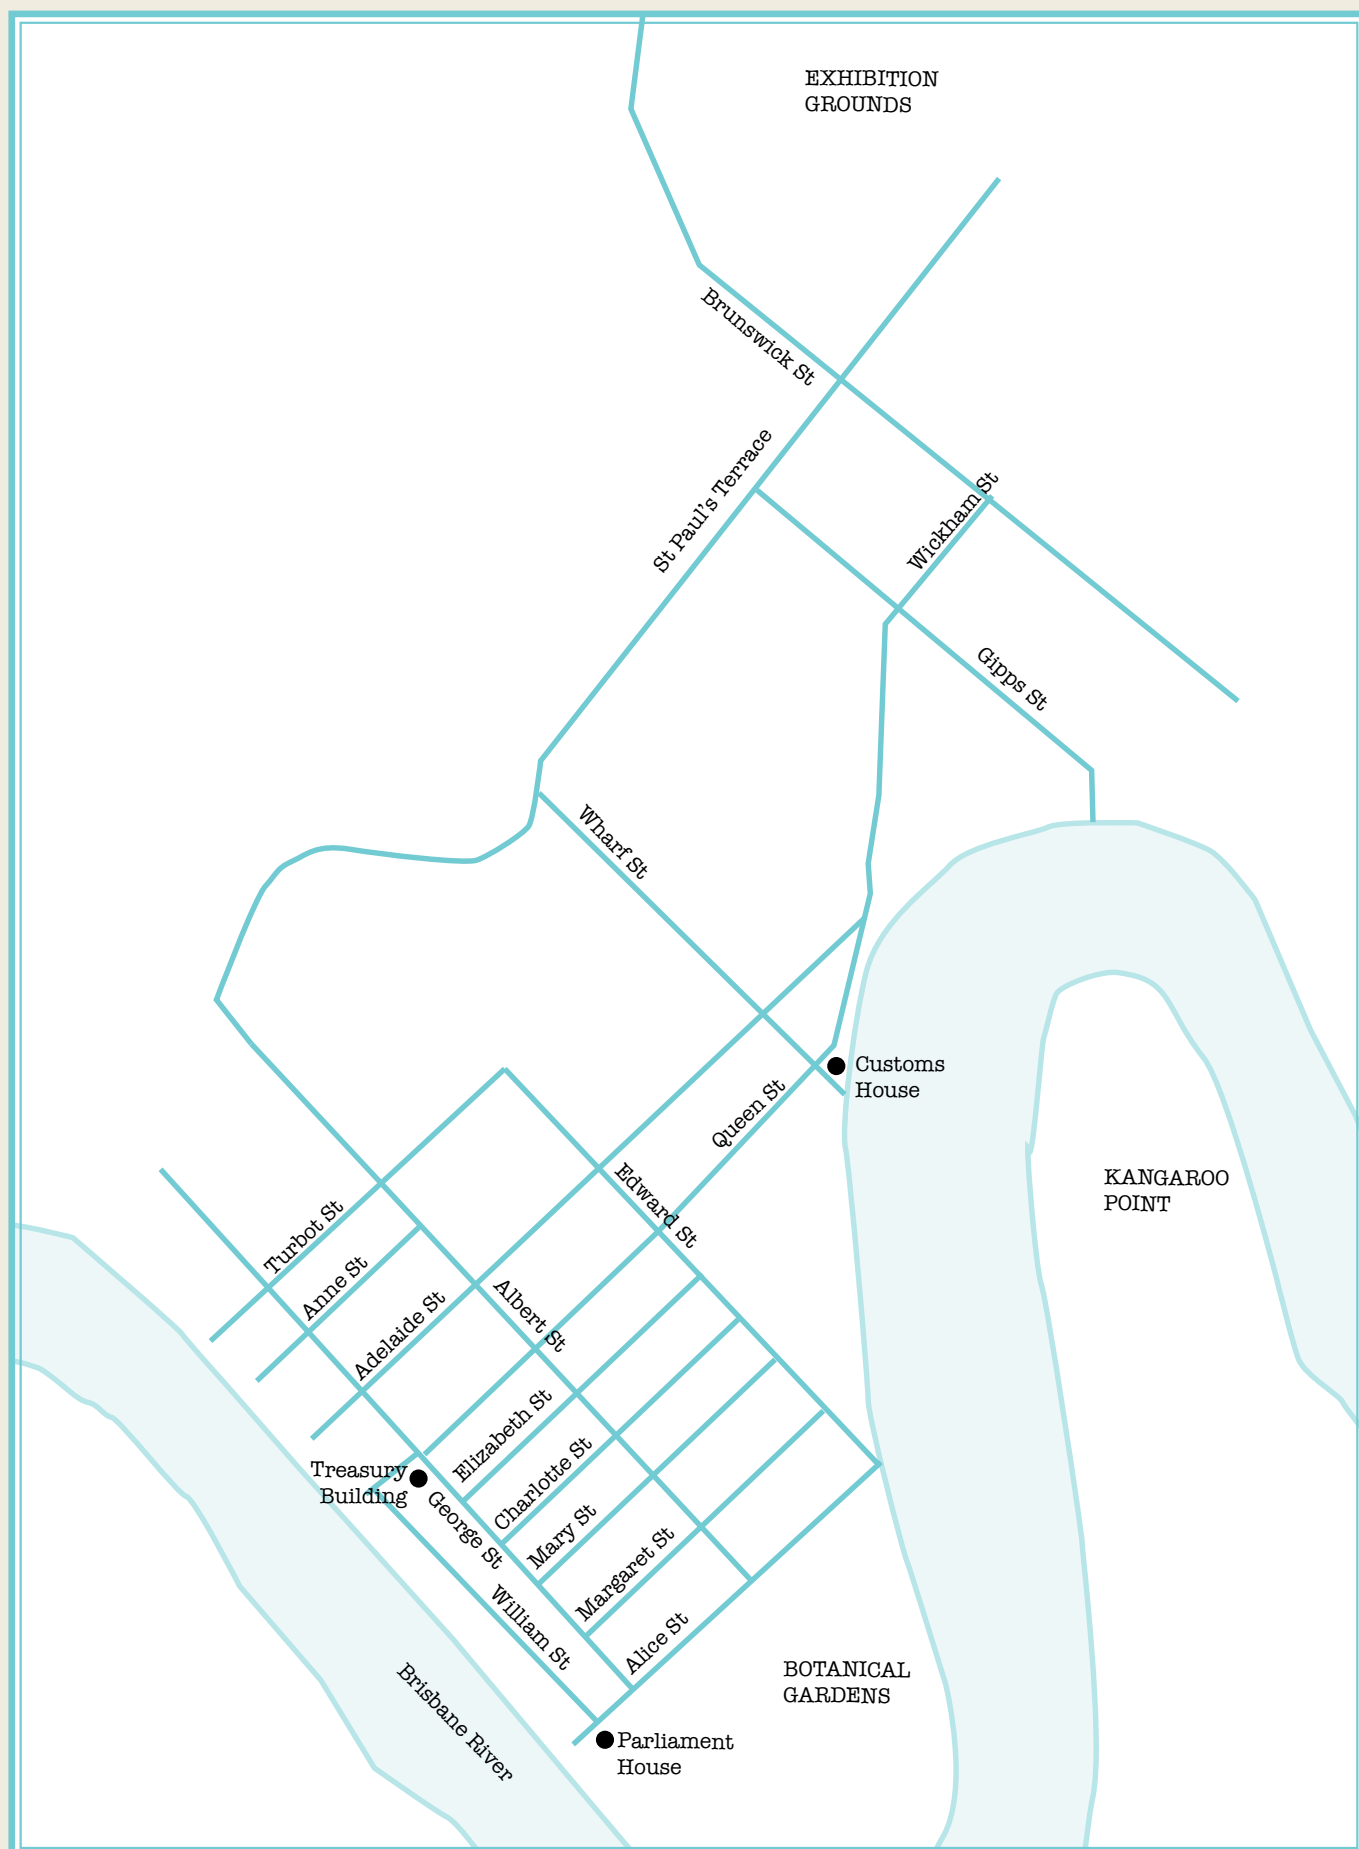 EXHIBITION
GROUNDS
Brunswick St
St Paul's Terrace
Wickham St
Gipps St
Wharf St
Customs
House
Queen St
Edward St
KANGAROO
POINT
Turbot St
Anne St
Adelaide St
Albert St
Elizabeth St
Treasury
Building
Charlotte St
George St
Mary St
Margaret St
William St
Alice St
BOTANICAL
GARDENS
Brisbane River
Parliament
House